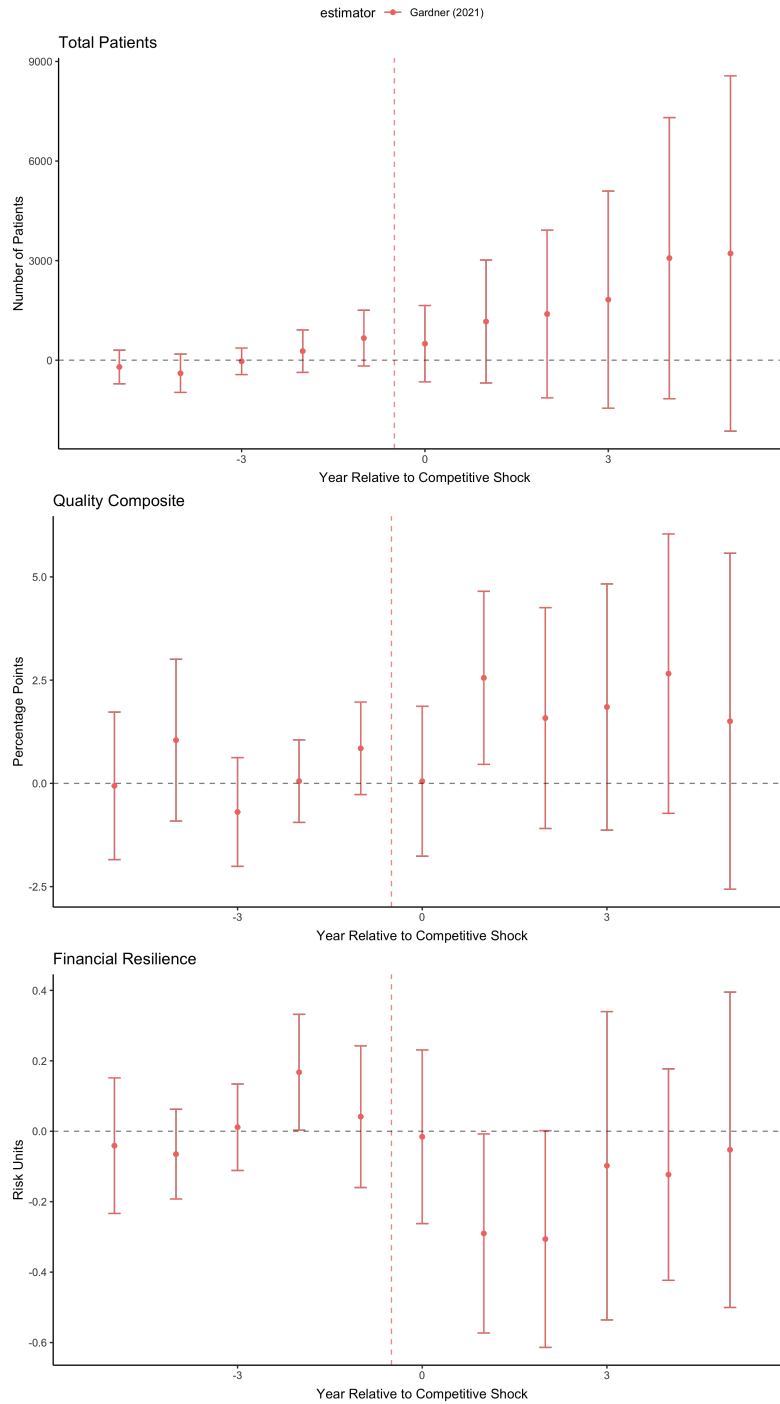 estimator Gardner (2021)
Total Patients
9000
6000
3000
0
Number of Patients
-3 0 3
Year Relative to Competitive Shock
Quality Composite
5.0
2.5
0.0
-2.5
Percentage Points
-3 0 3
Year Relative to Competitive Shock
Financial Resilience
0.4
0.2
0.0
-0.2
-0.4
-0.6
Risk Units
-3 0 3
Year Relative to Competitive Shock